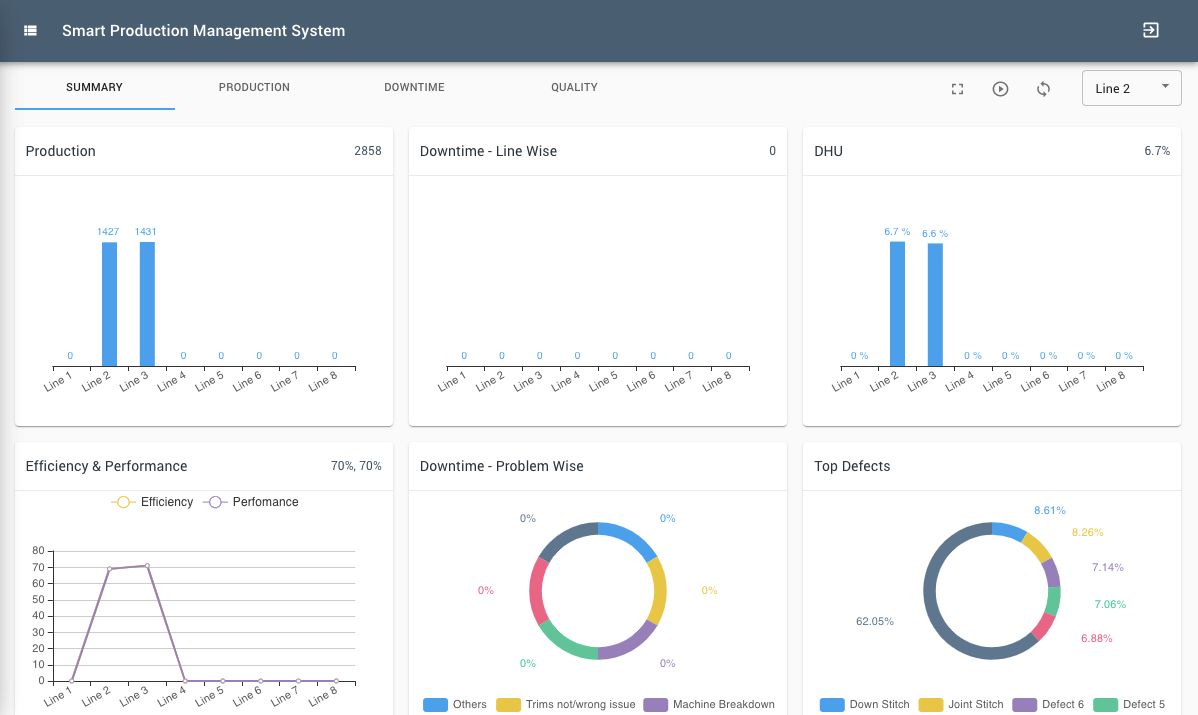 Smart Production Management System
SUMMARY PRODUCTION DOWNTIME QUALITY Line 2
Production 2858
1427 1431
0 0 0 0 0 0
Line 1 Line 2 Line 3 Line 4 Line 5 Line 6 Line 7 Line 8
Downtime - Line Wise 0
0 0 0 0 0 0 0 0
Line 1 Line 2 Line 3 Line 4 Line 5 Line 6 Line 7 Line 8
DHU 6.7%
6.7 % 6.6 %
0 % 0 % 0 % 0 % 0 % 0 %
Line 1 Line 2 Line 3 Line 4 Line 5 Line 6 Line 7 Line 8
Efficiency & Performance 70%, 70%
Efficiency Perfomance
80
70
60
50
40
30
20
10
0
Line 1 Line 2 Line 3 Line 4 Line 5 Line 6 Line 7 Line 8
Downtime - Problem Wise
0% 0%
0% 0%
0% 0%
Others Trims not/wrong issue Machine Breakdown
Top Defects
8.61%
8.26%
7.14%
7.06%
62.05%
6.88%
Down Stitch Joint Stitch Defect 6 Defect 5